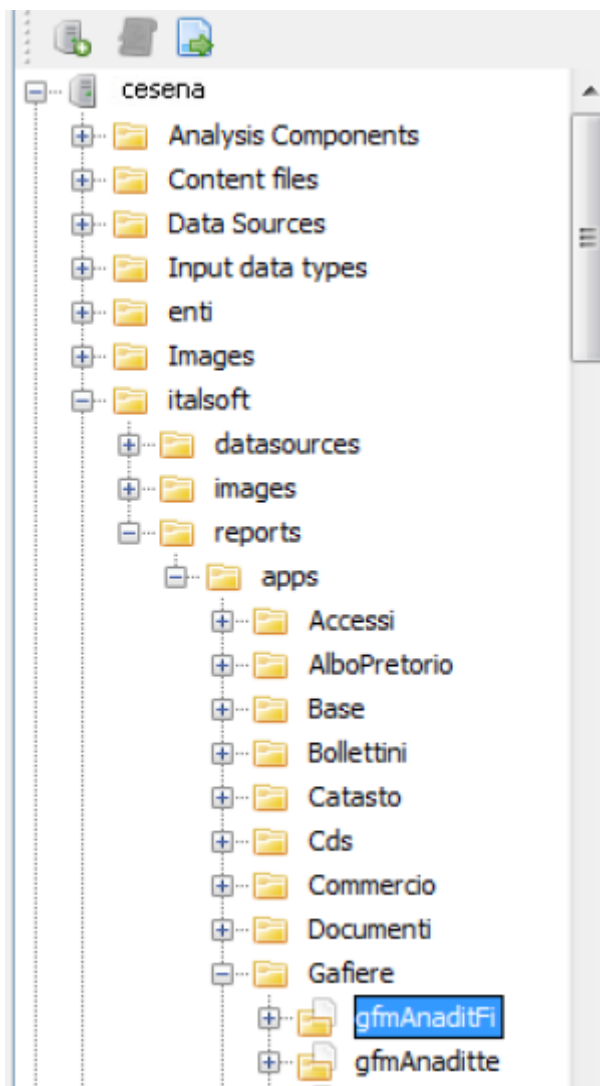 cesena
Analysis Components
Content files
Data Sources
Input data types
enti
Images
italsoft
datasources
images
reports
apps
Accessi
AlboPretorio
Base
Bollettini
Catasto
Cds
Commercio
Documenti
Gafiere
gfmAnaditFi
gfmAnaditte